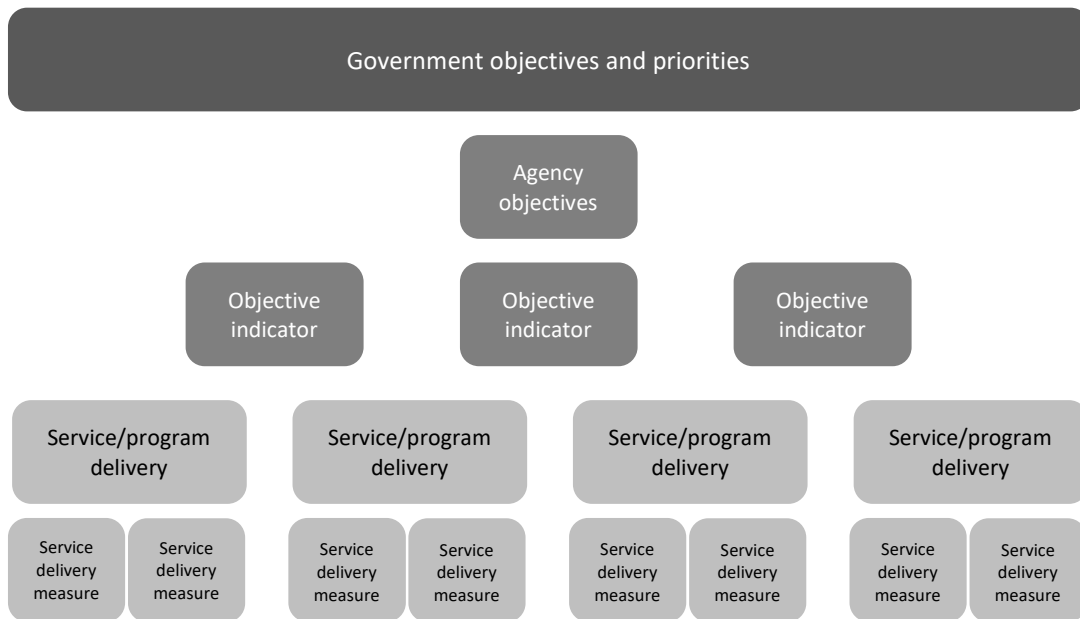 Government objectives and priorities
Agency
objectives
Objective
indicator
Objective
indicator
Objective
indicator
Service/program
delivery
Service/program
delivery
Service/program
delivery
Service/program
delivery
Service
delivery
measure
Service
delivery
measure
Service
delivery
measure
Service
delivery
measure
Service
delivery
measure
Service
delivery
measure
Service
delivery
measure
Service
delivery
measure